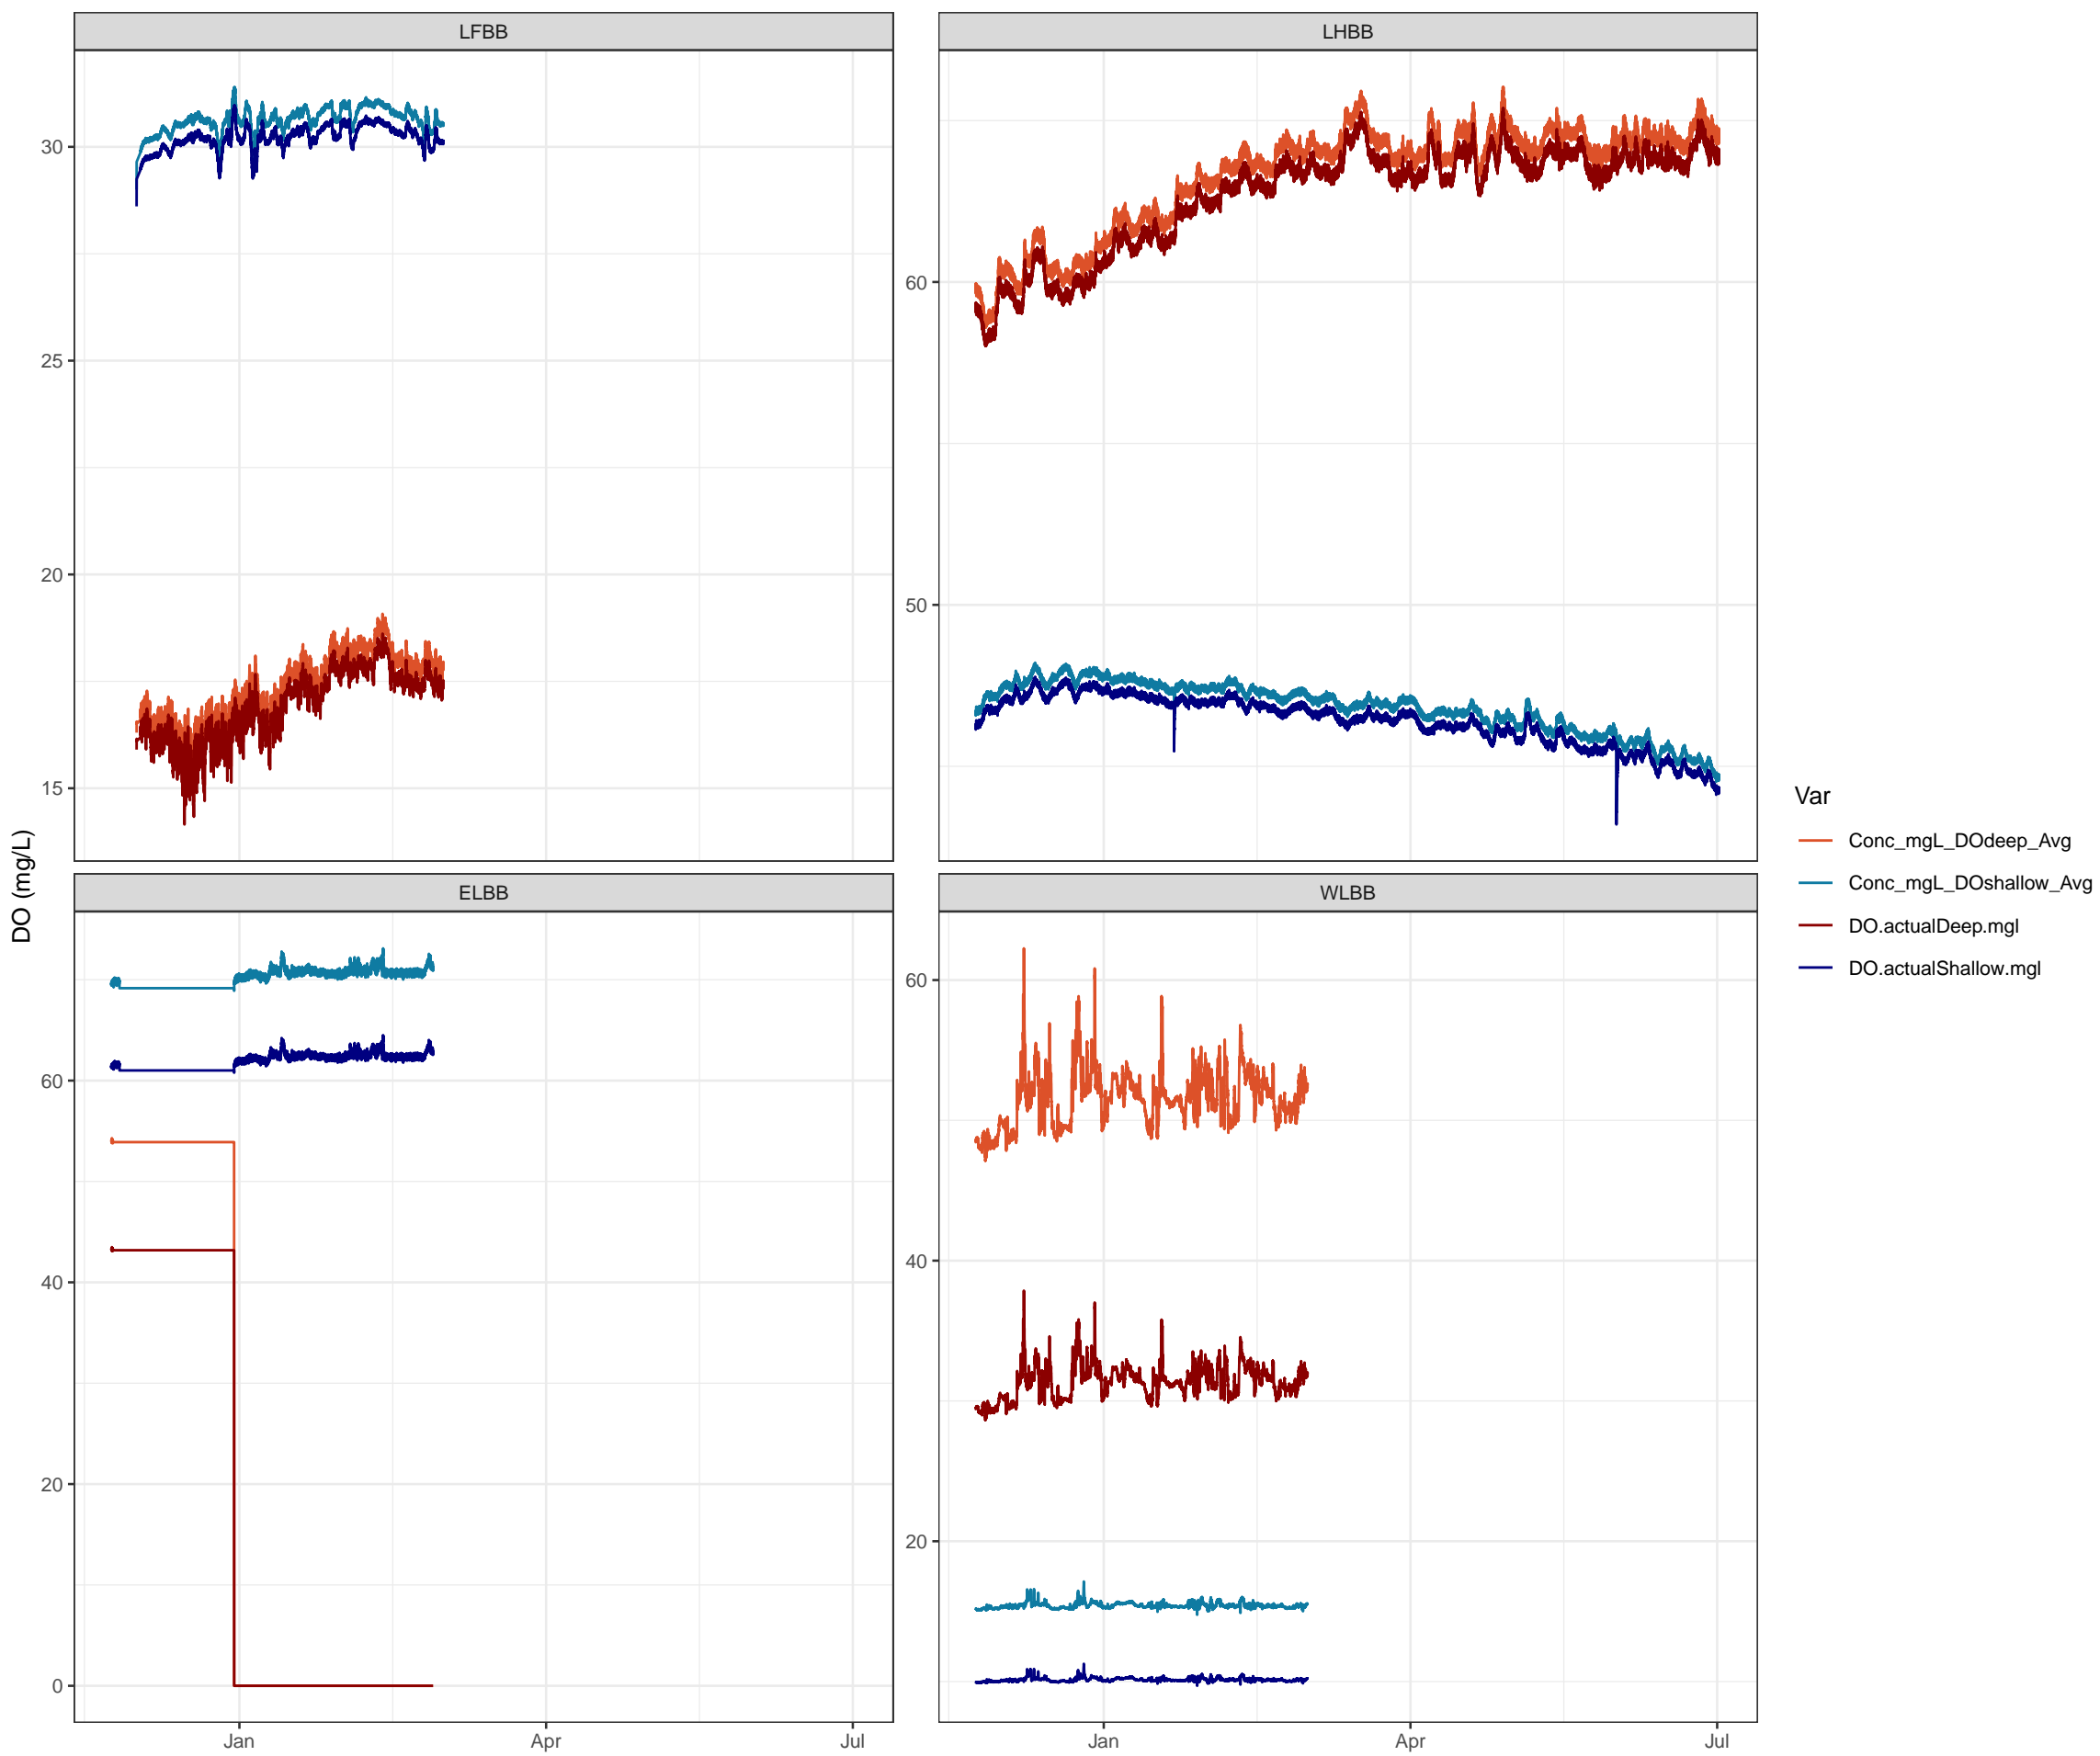 LFBB
LHBB
30
25
20
15
60
50
DO (mg/L)
ELBB
WLBB
60
40
20
0
60
40
20
Jan
Apr
Jul
Jan
Apr
Jul
Var
Conc_mgL_DOdeep_Avg
Conc_mgL_DOshallow_Avg
DO.actualDeep.mgl
DO.actualShallow.mgl